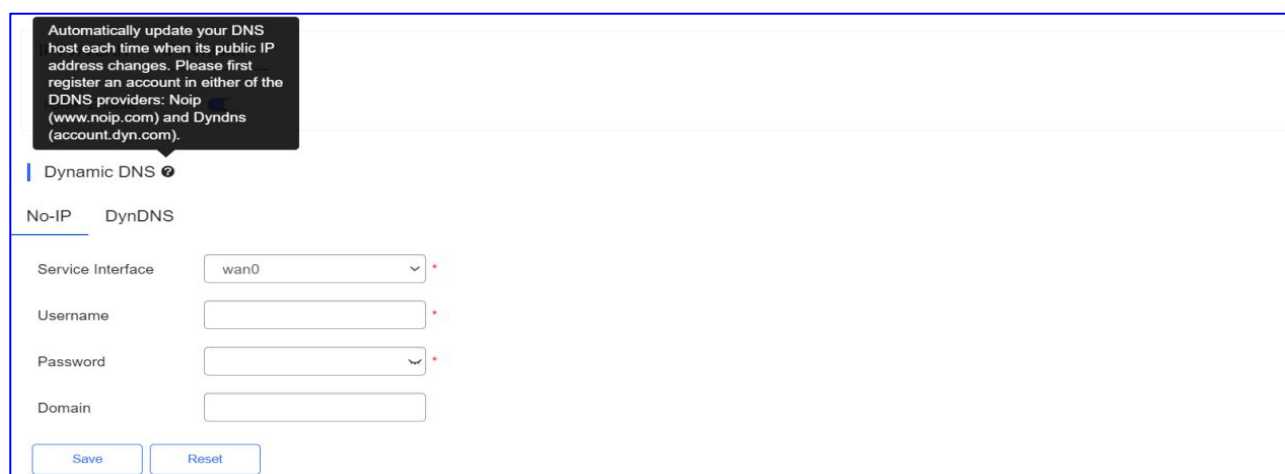 Automatically update your DNS
host each time when its public IP
address changes. Please first
register an account in either of the
DDNS providers: Noip
(www.noip.com) and Dyndns
(account.dyn.com).
Dynamic DNS
No-IP DynDNS
Service Interface wan0 *
Username *
Password *
Domain
Save Reset